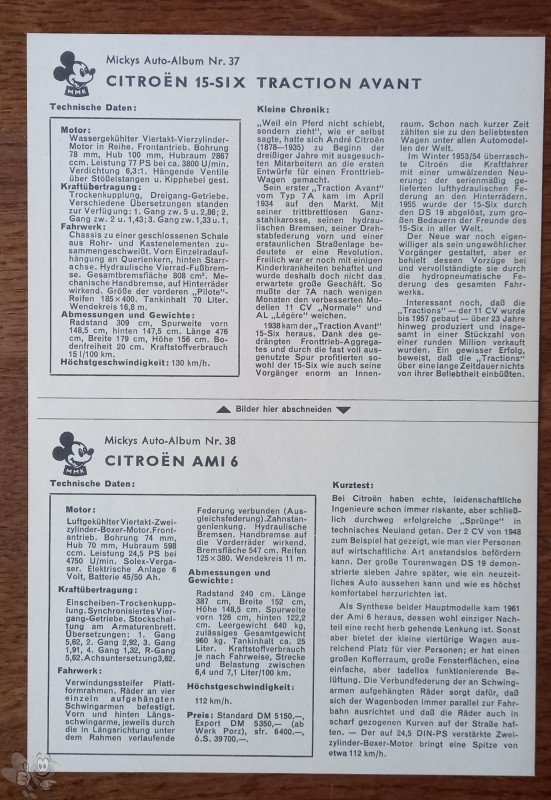 Mickys Auto-Album Nr. 37
CITROËN 15-SIX TRACTION AVANT
MMK
Technische Daten:
Motor:
Wassergekühlter Viertakt-Vierzylinder-
Motor in Reihe. Frontantrieb. Bohrung
78 mm, Hub 100 mm, Hubraum 2867
ccm. Leistung 77 PS bei ca. 3800 U/mi.
Verdichtung 6,3:1. Hängende Ventile
über Stößelstangen u. Kipphebel gest.
Kraftübertragung:
Trockenkupplung, Dreigang-Getriebe.
Verschiedene Übersetzungen standen
zur Verfügung: 1. Gang zw. 5 u. 2,86; 2.
Gang zw. 2 u. 1,43; 3. Gang 1,33 u. 1.
Fahrwerk:
Chassis zu einer geschlossenen Schale
aus Rohr- und Kastenelementen zu-
sammengeschweißt. Vorn Einzelradauf-
hängung an Querlenkern, hinten Starr-
achse. Hydraulische Vierrad-Fußbrem-
se. Gesamtbremsfläche 808 cm². Me-
chanische Handbremse, auf Hinterräder
wirkend. Größe der vorderen „Pilote“-
Reifen 185×400. Tankinhalt 70 Liter.
Wendekreis 16,8 m.
Abmessungen und Gewichte:
Radstand 309 cm, Spurweite vorn
148,5 cm, hinten 147,5 cm. Länge 476
cm, Breite 179 cm, Höhe 156 cm. Bo-
denfreiheit 20 cm. Kraftstoffverbrauch
15 l/100 km.
Höchstgeschwindigkeit: 130 km/h.
Kleine Chronik:
„Weil ein Pferd nicht schiebt,
sondern zieht“, wie er selbst
sagte, hatte sich André Citroën
(1878–1935) zu Beginn der
dreißiger Jahre mit ausgesuch-
ten Mitarbeitern an die ersten
Entwürfe für einen Fronttrieb-
Wagen gemacht.
Sein erster „Traction Avant“
vom Typ 7A kam im April
1934 auf den Markt. Mit
seiner trittbrettlosen Ganz-
stahlkarosse, seinen hydrau-
lischen Bremsen, seiner Dreh-
stabfederung vorn und einer
erstaunlichen Straßenlage be-
deutete er eine Revolution.
Freilich war er noch mit einigen
Kinderkrankheiten behaftet und
wurde deshalb doch nicht das
erwartete große Geschäft. So
mußte der 7A nach wenigen
Monaten den verbesserten Mo-
dellen 11 CV „Normale“ und
AL „Légère“ weichen.
1938 kam der „Traction Avant“
15-Six heraus. Dank des ge-
drängten Fronttrieb-Aggrega-
tes und durch die fast voll aus-
genutzte Spur profitierten so-
wohl der 15-Six wie auch seine
Vorgänger enorm an Innen-
raum. Schon nach kurzer Zeit
zählten sie zu den beliebtesten
Wagen unter allen Automodel-
len der Welt.
Im Winter 1953/54 überrasch-
te Citroën die Kraftfahrer
mit einer umwälzenden Neu-
erung: der serienmäßig ge-
lieferten lufthydraulischen Fe-
derung an den Hinterrädern.
1955 wurde der 15-Six durch
den DS 19 abgelöst, zum gro-
ßen Bedauern der Freunde des
15-Six in aller Welt.
Der Neue war noch eigen-
williger als sein ungewöhlicher
Vorgänger gestaltet, aber er
behielt dessen Vorzüge bei
und vervollständigte sie durch
die hydropneumatische Fe-
derung des gesamten Fahr-
werks.
Interessant noch, daß die
„Tractions“ – der 11 CV wurde
bis 1957 gebaut – über 23 Jahre
hinweg produziert und insge-
samt in einer Stückzahl von
einer runden Million verkauft
wurden. Ein gewisser Erfolg,
beweist, daß die „Tractions“
über eine lange Zeitdauer nichts
von ihrer Beliebtheit einbüßten.
Bilder hier abschneiden
Mickys Auto-Album Nr. 38
CITROËN AMI 6
MMK
Technische Daten:
Motor:
Luftgekühlter Viertakt-Zwei-
zylinder-Boxer-Motor. Front-
antrieb. Bohrung 74 mm,
Hub 70 mm, Hubraum 598
ccm. Leistung 24,5 PS bei
4750 U/min. Solex-Verga-
ser. Elektrische Anlage 6
Volt, Batterie 45/50 Ah.
Kraftübertragung:
Einscheiben-Trockenkupp-
lung. Synchronisiertes Vier-
gang-Getriebe. Stockschal-
tung am Armaturenbrett.
Übersetzungen: 1. Gang
5,62, 2. Gang 2,92, 3. Gang
1,91, 4. Gang 1,32, R-Gang
5,62. Achsuntersetzung 3,62.
Fahrwerk:
Verwindungssteifer Platt-
formrahmen. Räder an vier
einzeln aufgehängten
Schwingarmen befestigt.
Vorn und hinten Längs-
schwingarme, jeweils durch
die in Längsrichtung unter
dem Rahmen verlaufende
Federung verbunden (Aus-
gleichsfederung). Zahnstan-
genlenkung. Hydraulische
Bremsen. Handbremse auf
die Vorderräder wirkend.
Bremsfläche 547 cm. Reifen
125×380. Wendekreis 11 m.
Abmessungen und
Gewichte:
Radstand 240 cm. Länge
387 cm, Breite 152 cm,
Höhe 148,5 cm. Spurweite
vorn 126 cm, hinten 122,2
cm. Leergewicht 640 kg,
zulässiges Gesamtgewicht
960 kg. Tankinhalt ca. 25
Liter. Kraftstoffverbrauch
je nach Fahrweise, Strecke
und Belastung zwischen
6,4 und 7,1 Liter/100 km.
Höchstgeschwindigkeit:
112 km/h.
Preis: Standard DM 5150.—,
Export DM 5350,— (ab
Werk Porz), sfr. 6400.—,
ö.S. 39700.—.
Kurztest:
Bei Citroën haben echte, leidenschaftliche
Ingenieure schon immer riskante, aber schließ-
lich durchweg erfolgreiche „Sprünge“ in
technisches Neuland getan. Der 2 CV von 1948
zum Beispiel hat gezeigt, wie man vier Personen
auf wirtschaftliche Art anstandslos befördern
kann. Der große Tourenwagen DS 19 demon-
strierte sieben Jahre später, wie ein neuzeit-
liches Auto aussehen kann und wie es höchst
komfortabel herzurichten ist.
Als Synthese beider Hauptmodelle kam 1961
der Ami 6 heraus, dessen wohl einziger Nach-
teil eine recht herb gehende Lenkung ist. Sonst
aber bietet der kleine viertürige Wagen aus-
reichend Platz für vier Personen; er hat einen
großen Kofferraum, große Fensterflächen, eine
einfache, aber tadellos funktionierende Be-
lüftung. Die Verbundfederung der an Schwing-
armen aufgehängten Räder sorgt dafür, daß
sich der Wagenboden immer parallel zur Fahr-
bahn ausrichtet und daß die Räder auch in
scharf gezogenen Kurven auf der Straße haf-
ten. — Der auf 24,5 DIN-PS verstärkte Zwei-
zylinder-Boxer-Motor bringt eine Spitze von
etwa 112 km/h.